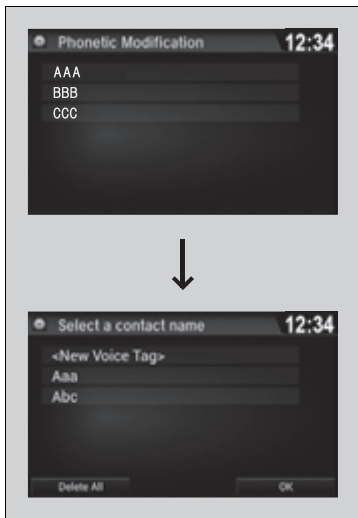 Phonetic Modification 12:34
AAA
BBB
CCC
Select a contact name 12:34
<New Voice Tag>
Aaa
Abc
Delete All OK